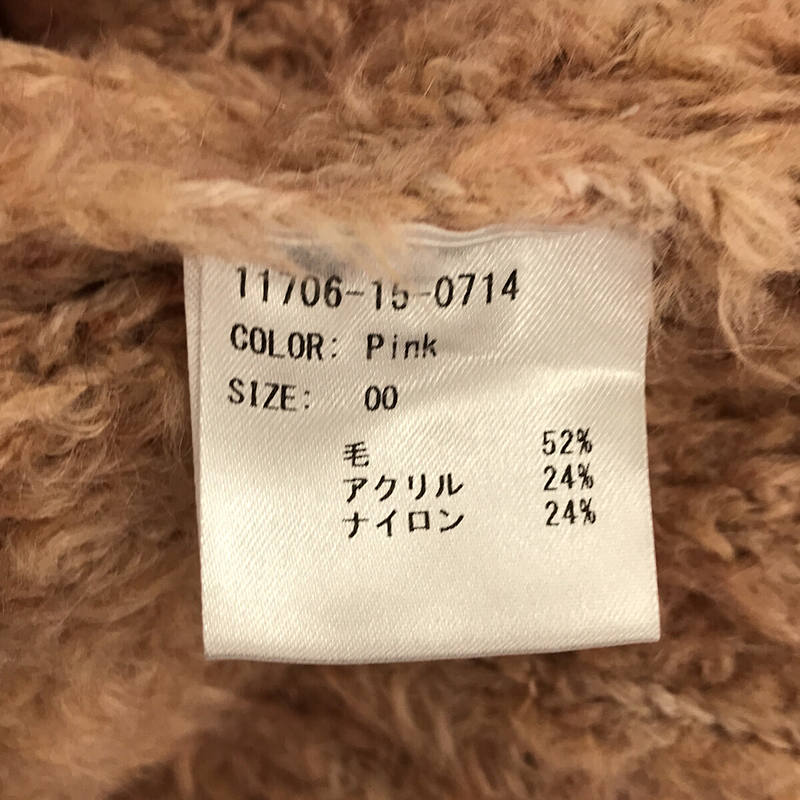 11706-15-0714
COLOR: Pink
SIZE: 00
毛 52%
アクリル 24%
ナイロン 24%